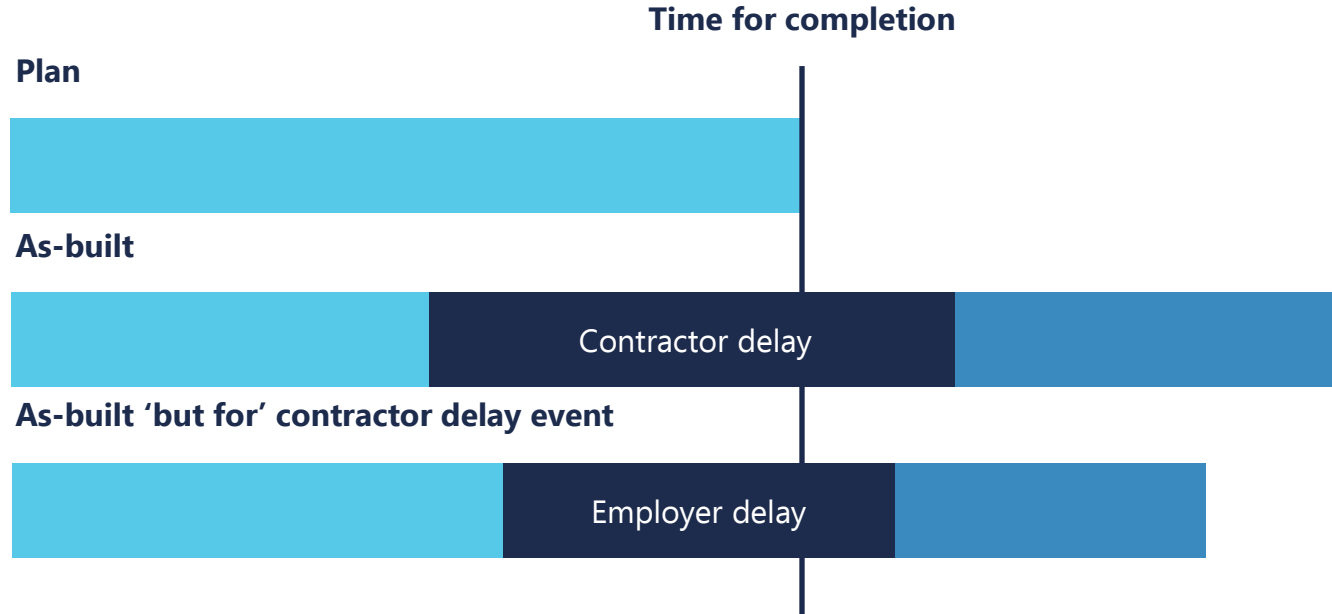 Time for completion
Plan
As-built
Contractor delay
As-built ‘but for’ contractor delay event
Employer delay